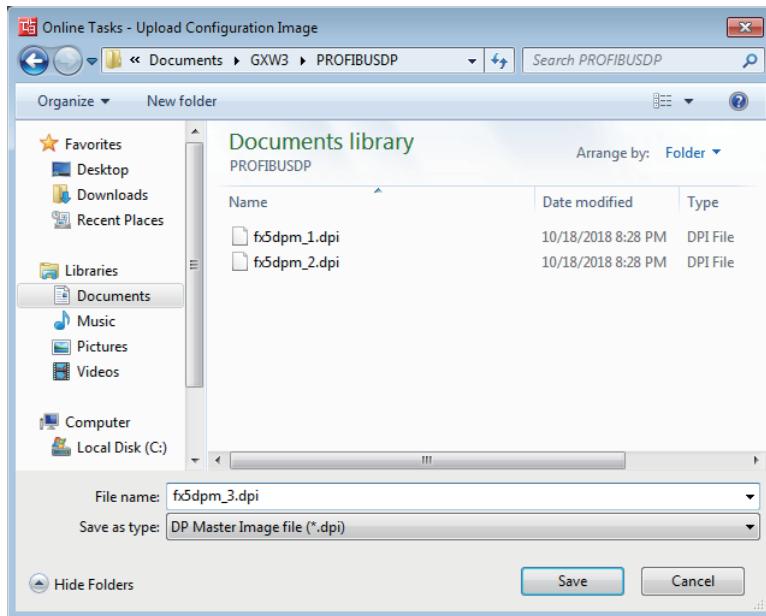 Online Tasks - Upload Configuration Image
« Documents ▸ GXW3 ▸ PROFIBUSDP
Search PROFIBUSDP
Organize ▾ New folder
Favorites
Desktop
Downloads
Recent Places
Libraries
Documents
Music
Pictures
Videos
Computer
Local Disk (C:)
Documents library
PROFIBUSDP
Arrange by: Folder ▾
Name Date modified Type
fx5dpm_1.dpi 10/18/2018 8:28 PM DPI File
fx5dpm_2.dpi 10/18/2018 8:28 PM DPI File
File name: fx5dpm_3.dpi
Save as type: DP Master Image file (*.dpi)
Hide Folders Save Cancel